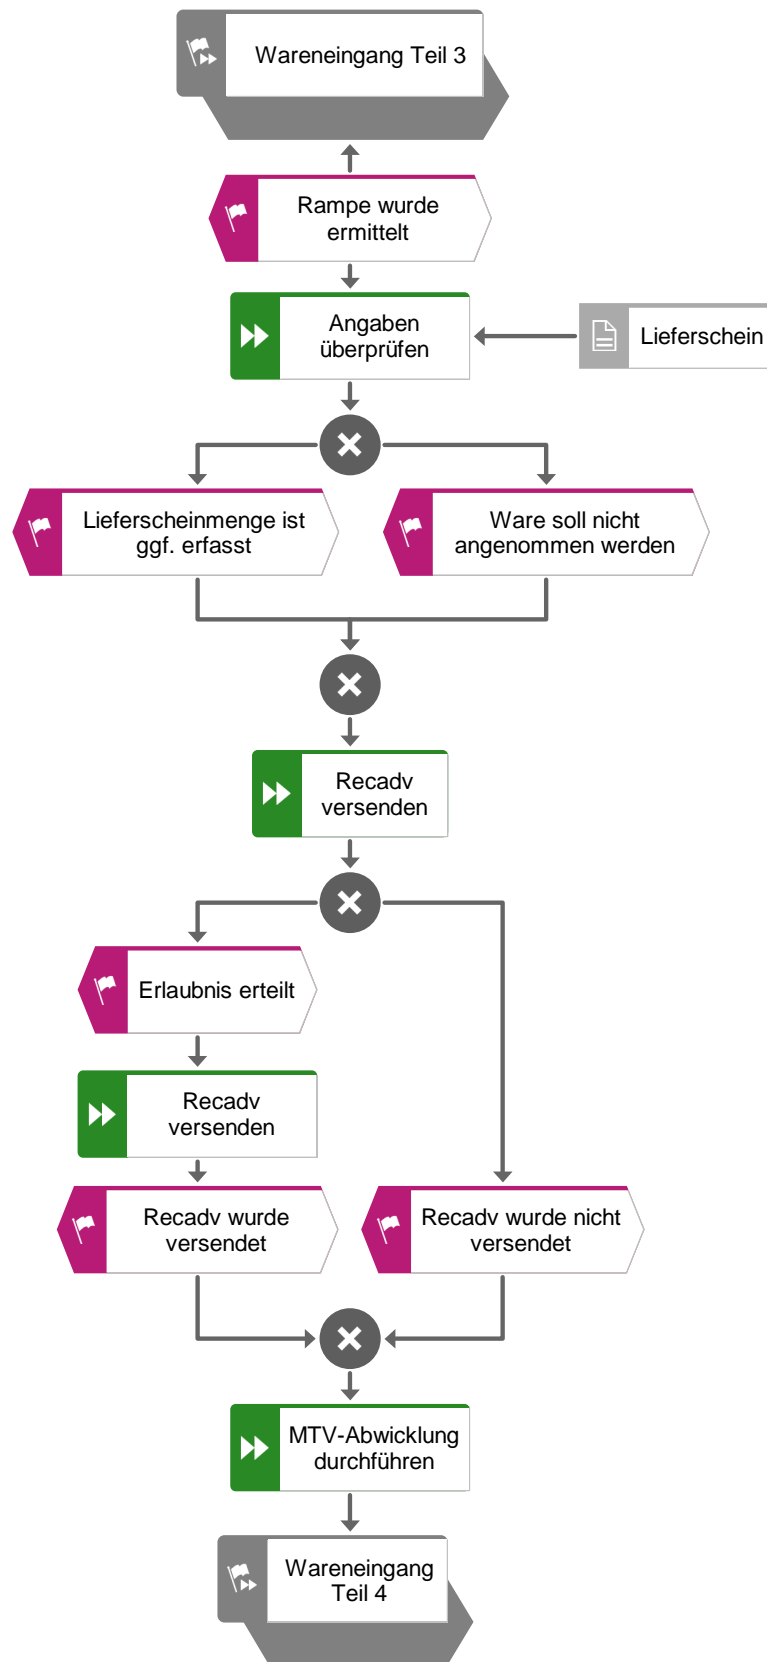 Wareneingang Teil 3
Rampe wurde
ermittelt
Angaben
überprüfen
Lieferschein
Lieferscheinmenge ist
ggf. erfasst
Ware soll nicht
angenommen werden
Recadv
versenden
Erlaubnis erteilt
Recadv
versenden
Recadv wurde
versendet
Recadv wurde nicht
versendet
MTV-Abwicklung
durchführen
Wareneingang
Teil 4